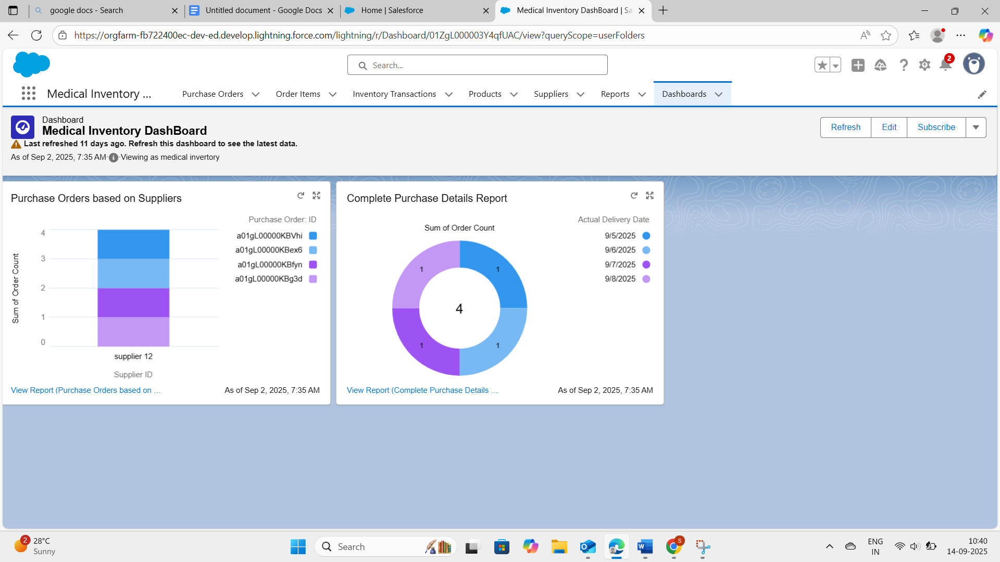 google docs - Search
Untitled document - Google Docs
Home | Salesforce
Medical Inventory DashBoard | Sa
https://orgfarm-fb722400ec-dev-ed.develop.lightning.force.com/lightning/r/Dashboard/01ZgL000003Y4qfUAC/view?queryScope=userFolders
Search...
2
Medical Inventory ...
Purchase Orders
Order Items
Inventory Transactions
Products
Suppliers
Reports
Dashboards
Dashboard
Medical Inventory DashBoard
Last refreshed 11 days ago. Refresh this dashboard to see the latest data.
As of Sep 2, 2025, 7:35 AM·Viewing as medical invertory
Refresh
Edit
Subscribe
Purchase Orders based on Suppliers
Purchase Order: ID
a01gL00000KBVhi
a01gL00000KBex6
a01gL00000KBfyn
a01gL00000KBg3d
Sum of Order Count
4
3
2
1
0
supplier 12
Supplier ID
View Report (Purchase Orders based on ...
As of Sep 2, 2025, 7:35 AM
Complete Purchase Details Report
Actual Delivery Date
9/5/2025
9/6/2025
9/7/2025
9/8/2025
Sum of Order Count
1
1
4
1
1
View Report (Complete Purchase Details ...
As of Sep 2, 2025, 7:35 AM
2
28°C
Sunny
Search
S
ENG
IN
10:40
14-09-2025